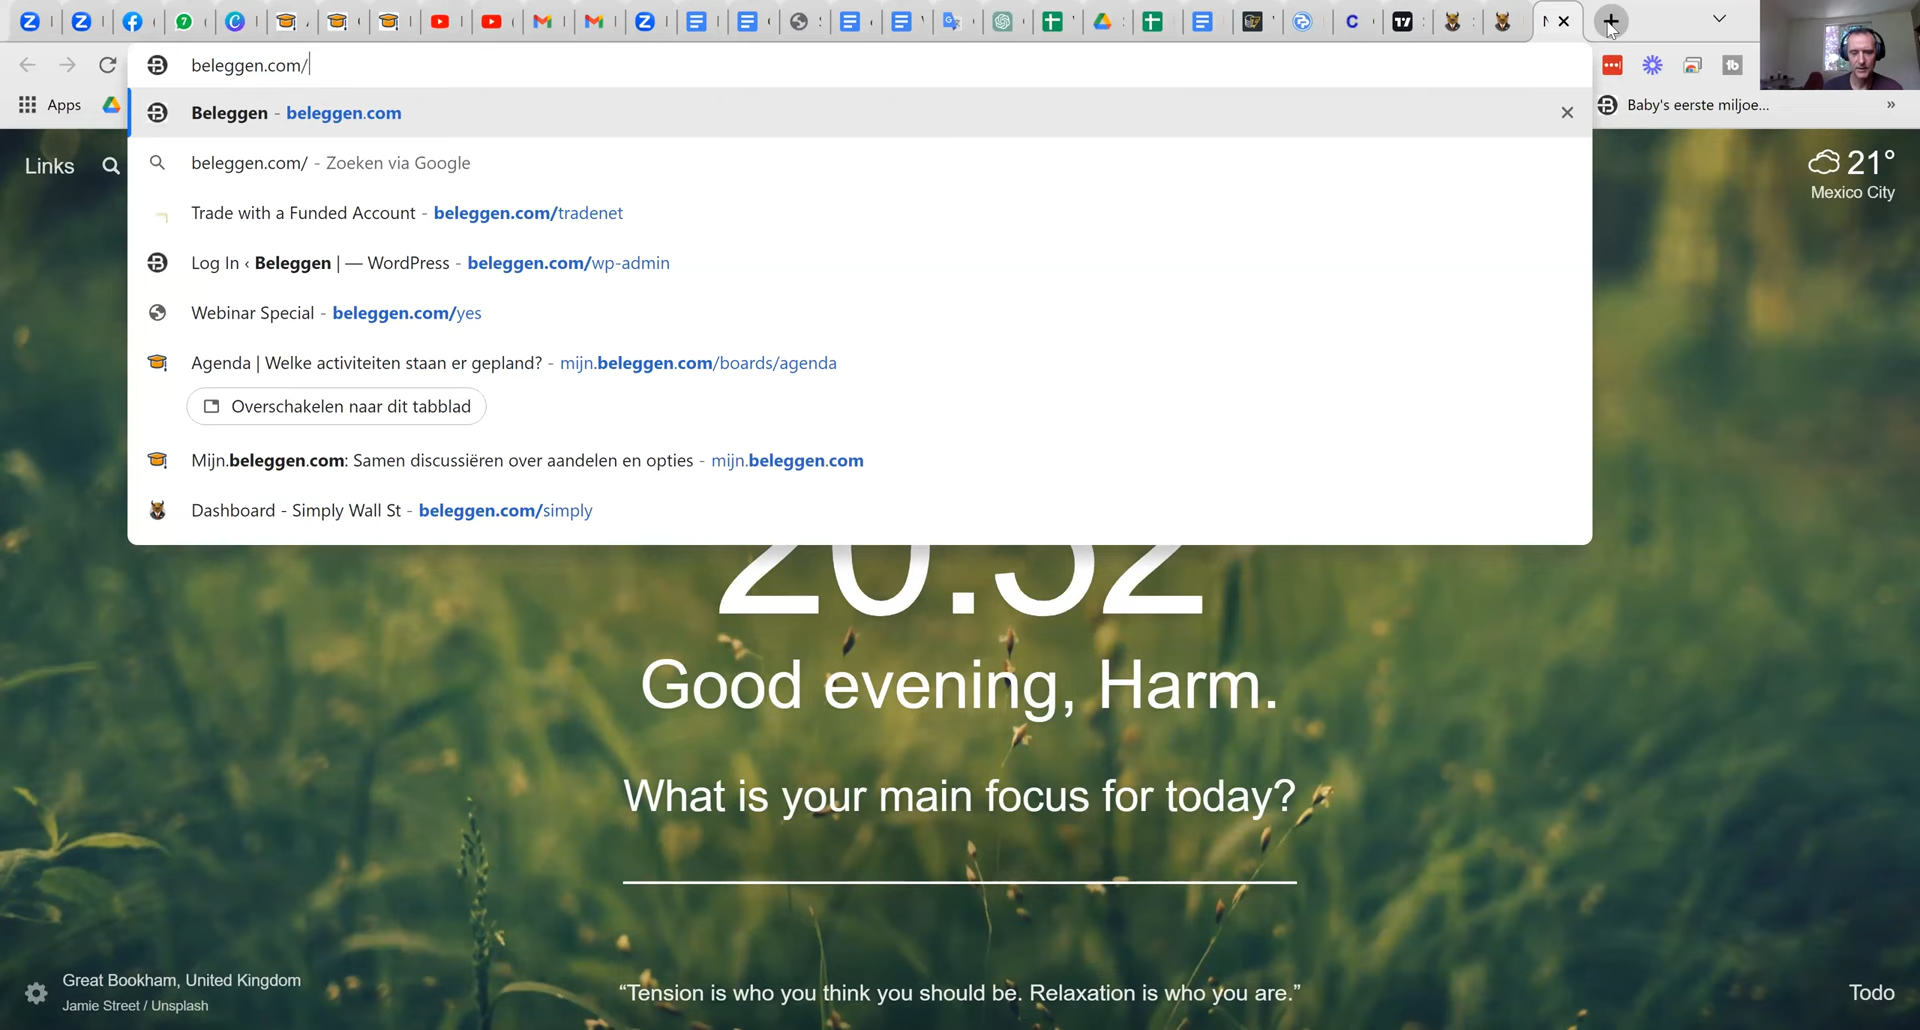 beleggen.com/
Apps
Baby's eerste miljoe...
»
Beleggen - beleggen.com
beleggen.com/ - Zoeken via Google
Trade with a Funded Account - beleggen.com/tradenet
Log In ‹ Beleggen | — WordPress - beleggen.com/wp-admin
Webinar Special - beleggen.com/yes
Agenda | Welke activiteiten staan er gepland? - mijn.beleggen.com/boards/agenda
Overschakelen naar dit tabblad
Mijn.beleggen.com: Samen discussiëren over aandelen en opties - mijn.beleggen.com
Dashboard - Simply Wall St - beleggen.com/simply
Links
21°
Mexico City
Good evening, Harm.
What is your main focus for today?
Great Bookham, United Kingdom
Jamie Street / Unsplash
“Tension is who you think you should be. Relaxation is who you are.”
Todo